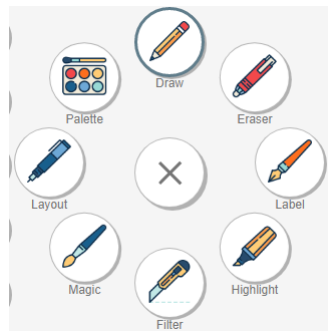 Draw
Palette
Eraser
Layout
Label
Magic
Highlight
Filter